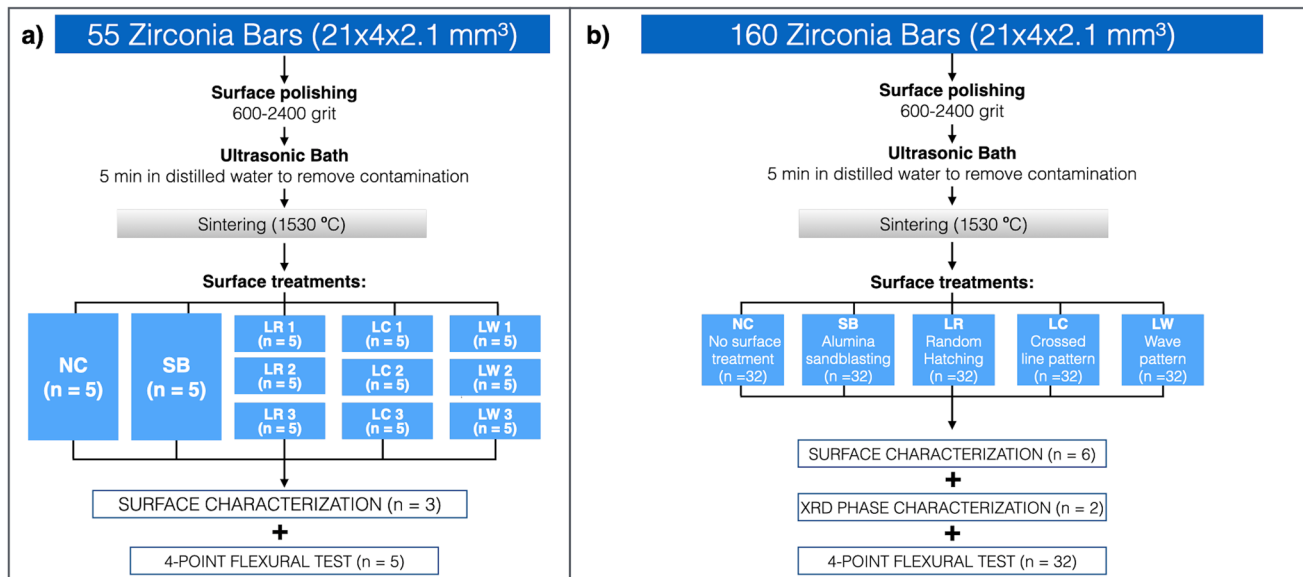 a)
55 Zirconia Bars (21x4x2.1 mm³)
Surface polishing
600-2400 grit
Ultrasonic Bath
5 min in distilled water to remove contamination
Sintering (1530 ºC)
Surface treatments:
NC
(n = 5)
SB
(n = 5)
LR 1
(n = 5)
LR 2
(n = 5)
LR 3
(n = 5)
LC 1
(n = 5)
LC 2
(n = 5)
LC 3
(n = 5)
LW 1
(n = 5)
LW 2
(n = 5)
LW 3
(n = 5)
SURFACE CHARACTERIZATION (n = 3)
+
4-POINT FLEXURAL TEST (n = 5)
b)
160 Zirconia Bars (21x4x2.1 mm³)
Surface polishing
600-2400 grit
Ultrasonic Bath
5 min in distilled water to remove contamination
Sintering (1530 ºC)
Surface treatments:
NC
No surface
treatment
(n =32)
SB
Alumina
sandblasting
(n =32)
LR
Random
Hatching
(n =32)
LC
Crossed
line pattern
(n =32)
LW
Wave
pattern
(n =32)
SURFACE CHARACTERIZATION (n = 6)
+
XRD PHASE CHARACTERIZATION (n = 2)
+
4-POINT FLEXURAL TEST (n = 32)